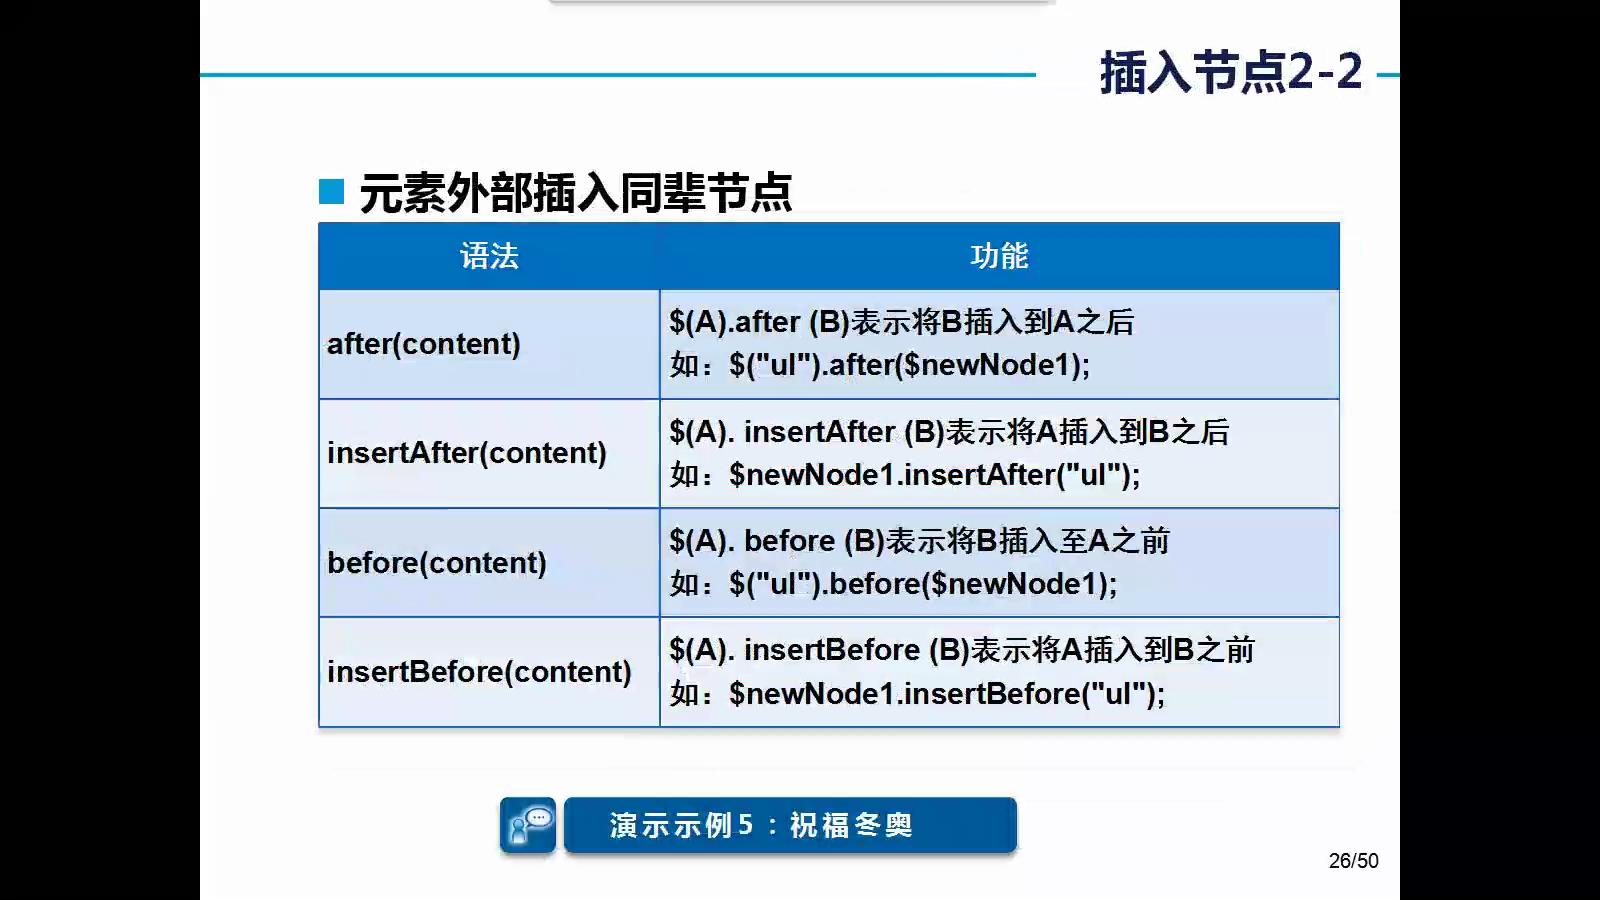 插入节点2-2
元素外部插入同辈节点
语法 功能
after(content)
$(A).after (B)表示将B插入到A之后
如：$("ul").after($newNode1);
insertAfter(content)
$(A). insertAfter (B)表示将A插入到B之后
如：$newNode1.insertAfter("ul");
before(content)
$(A). before (B)表示将B插入至A之前
如：$("ul").before($newNode1);
insertBefore(content)
$(A). insertBefore (B)表示将A插入到B之前
如：$newNode1.insertBefore("ul");
演示示例5：祝福冬奥
26/50